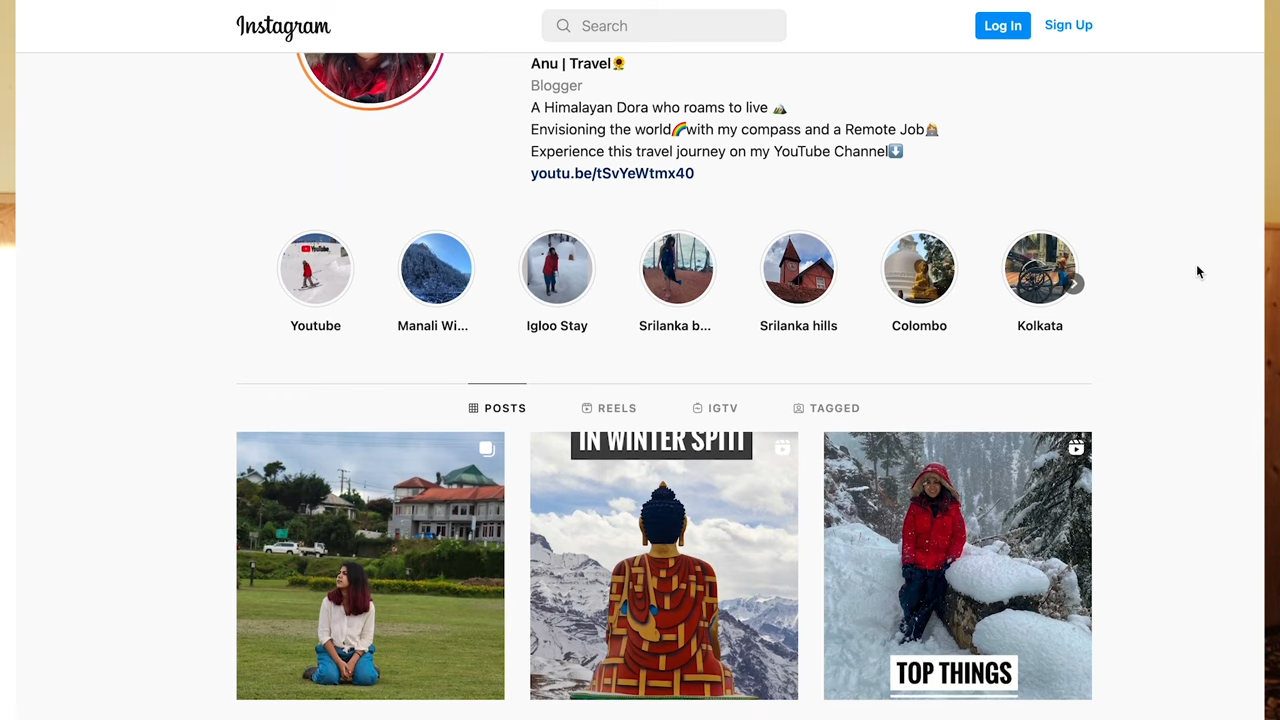 Instagram
Search
Log In
Sign Up
Anu | Travel🌻
Blogger
A Himalayan Dora who roams to live 🏔️
Envisioning the world🌈with my compass and a Remote Job👩🏻‍💻
Experience this travel journey on my YouTube Channel⬇️
youtu.be/tSvYeWtmx40
YouTube
Youtube
Manali Wi...
Igloo Stay
Srilanka b...
Srilanka hills
Colombo
Kolkata
POSTS
REELS
IGTV
TAGGED
IN WINTER SPITI
TOP THINGS